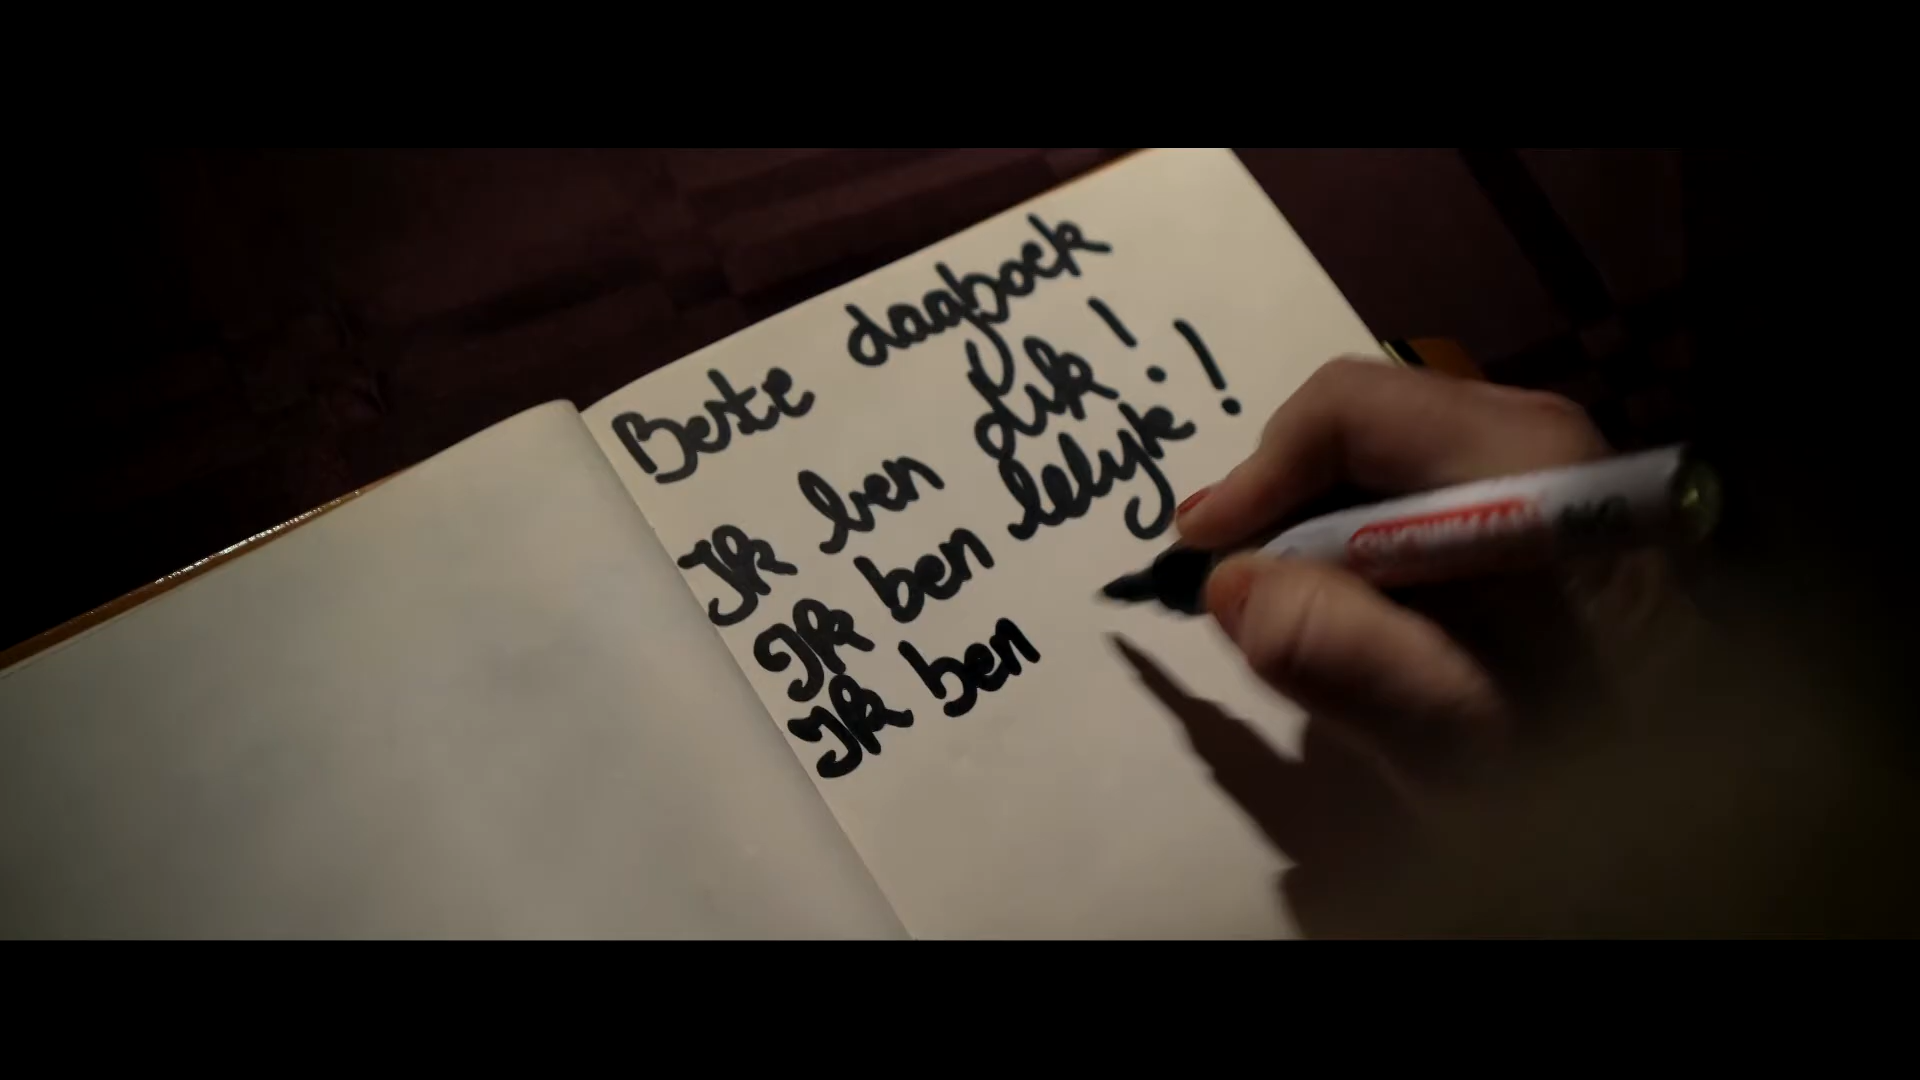 Beste dagboek
Ik ben dik!
Ik ben lelijk!
Ik ben